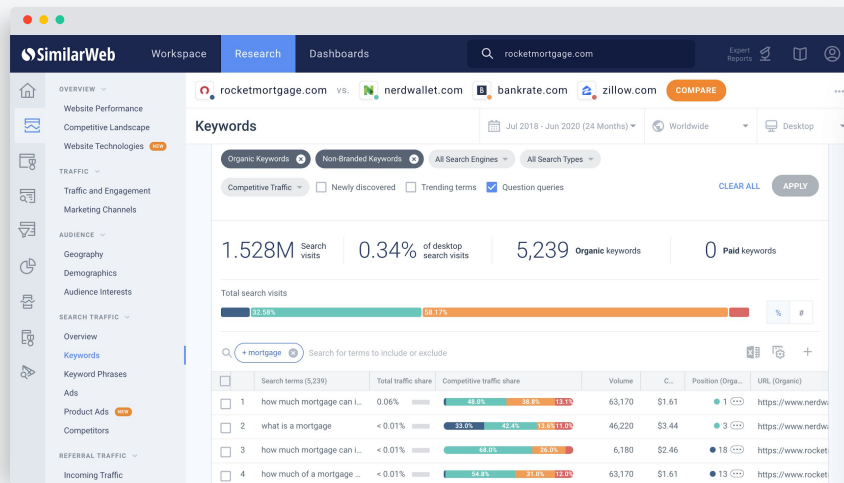 SimilarWeb Workspace Research Dashboards rocketmortgage.com Expert Reports
OVERVIEW
Website Performance
Competitive Landscape
Website Technologies NEW
TRAFFIC
Traffic and Engagement
Marketing Channels
AUDIENCE
Geography
Demographics
Audience Interests
SEARCH TRAFFIC
Overview
Keywords
Keyword Phrases
Ads
Product Ads NEW
Competitors
REFERRAL TRAFFIC
Incoming Traffic
rocketmortgage.com vs. nerdwallet.com B bankrate.com zillow.com COMPARE
Keywords Jul 2018 - Jun 2020 (24 Months) Worldwide Desktop
Organic Keywords Non-Branded Keywords All Search Engines All Search Types
Competitive Traffic Newly discovered Trending terms Question queries CLEAR ALL APPLY
1.528M Search visits 0.34% of desktop search visits 5,239 Organic keywords 0 Paid keywords
Total search visits
32.58% 58.17% % #
+ mortgage Search for terms to include or exclude
Search terms (5,239) Total traffic share Competitive traffic share Volume C... Position (Orga... URL (Organic)
1 how much mortgage can i... 0.06% 48.0% 38.8% 13.1% 63,170 $1.61 1 https://www.nerdwa
2 what is a mortgage < 0.01% 33.0% 42.4% 13.6% 11.0% 46,220 $3.44 3 https://www.nerdwa
3 how much mortgage can i... < 0.01% 68.0% 26.0% 6,180 $2.46 18 https://www.rocket
4 how much of a mortgage ... < 0.01% 54.8% 31.0% 12.0% 63,170 $1.61 13 https://www.rocket